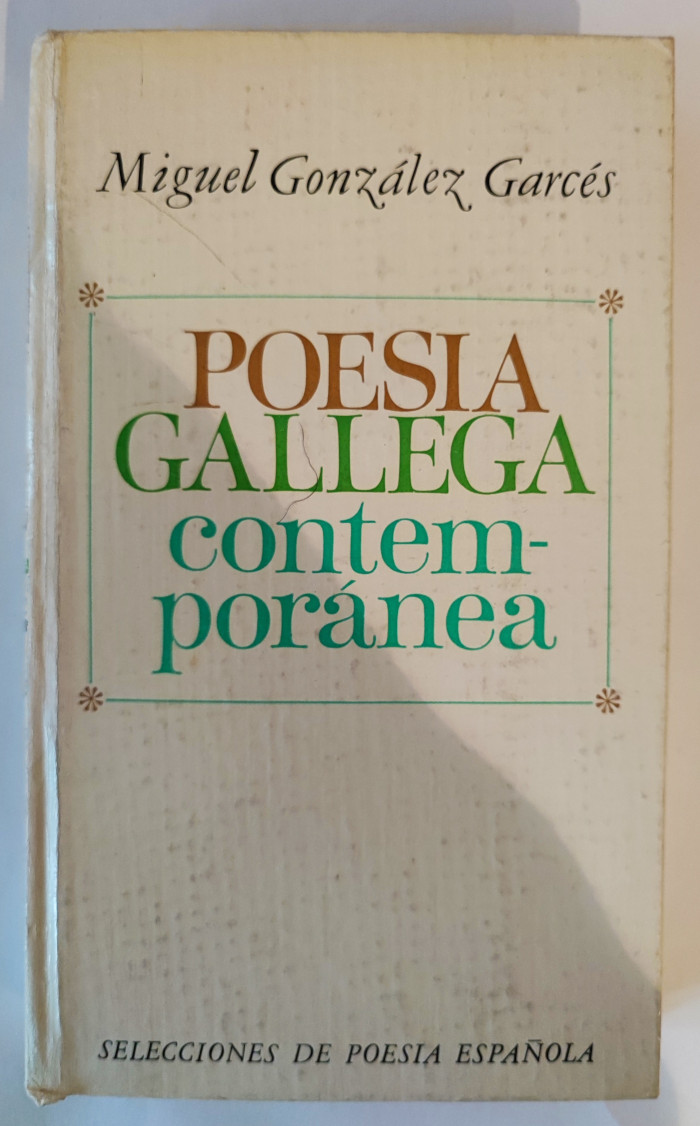 Miguel González Garcés
POESIA
GALLEGA
contem-
poránea
SELECCIONES DE POESIA ESPAÑOLA